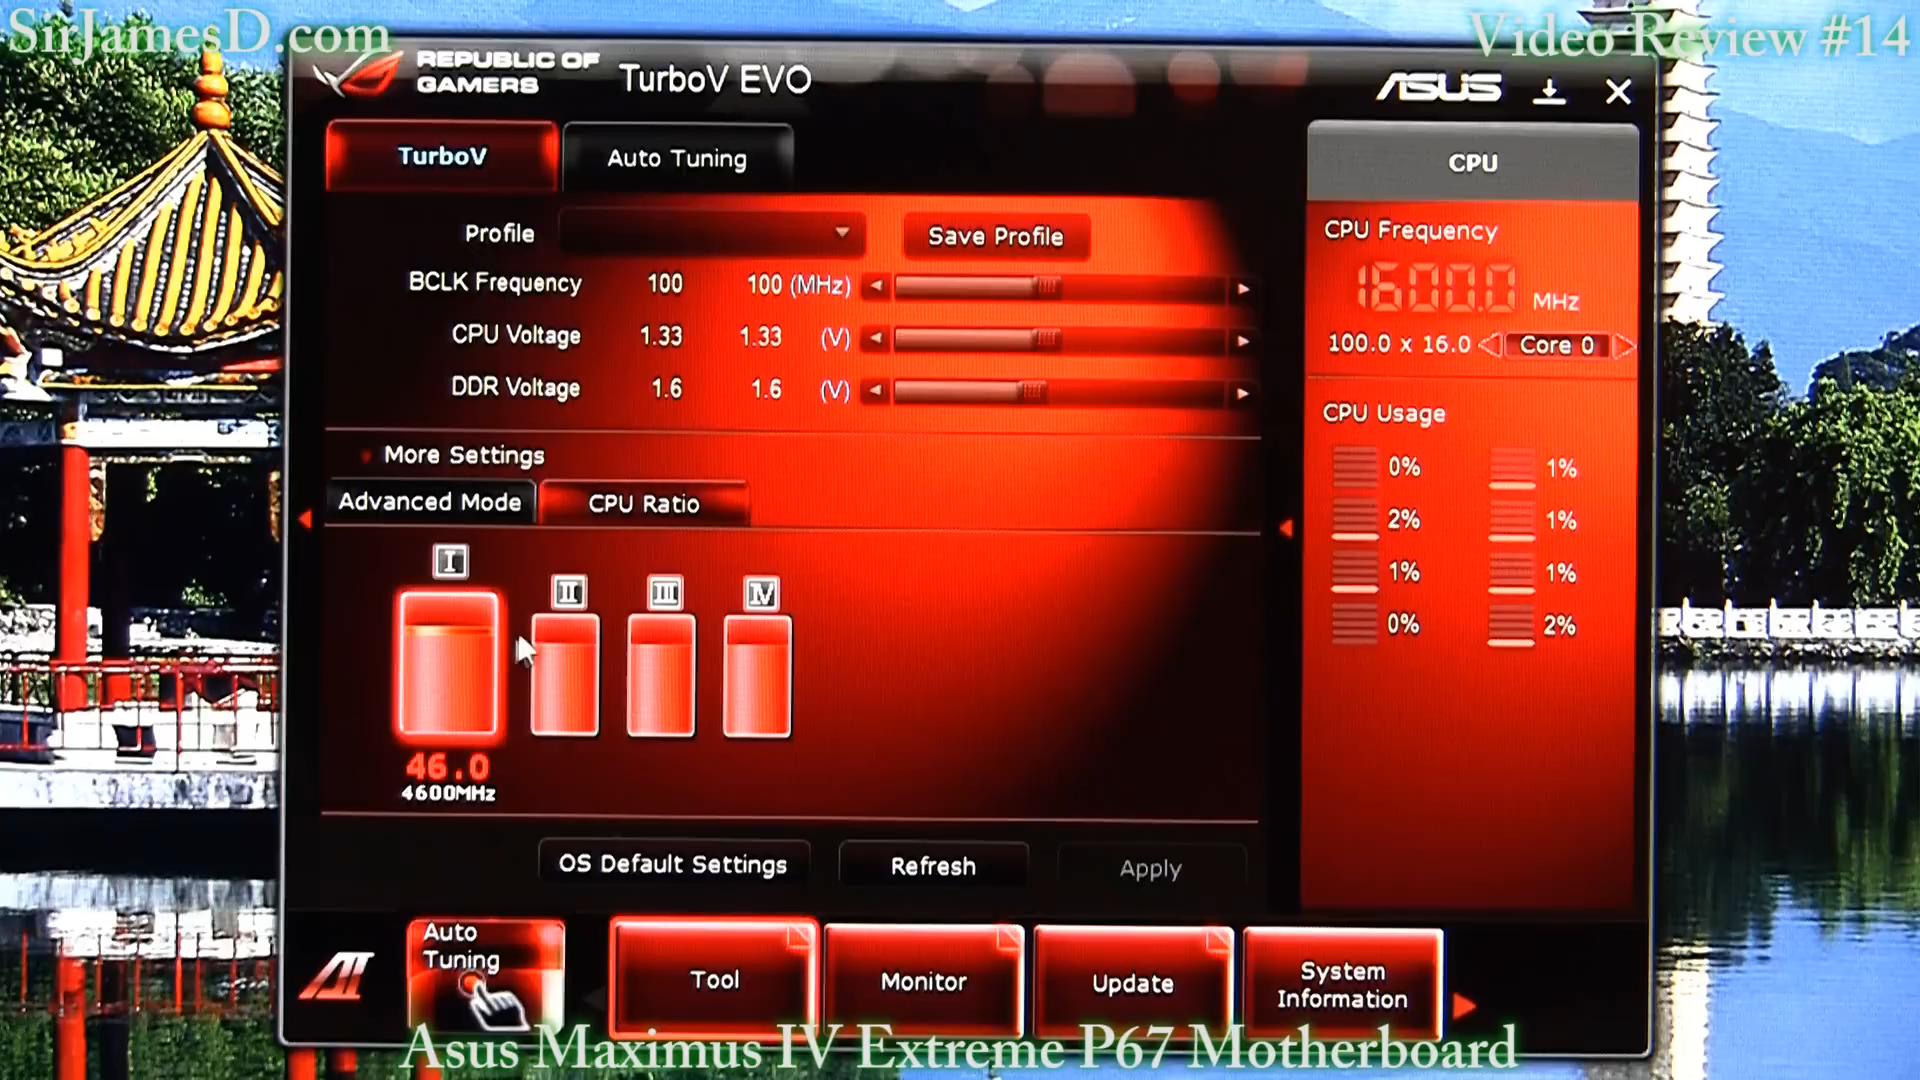 SirJamesD.com
Video Review #14
REPUBLIC OF
GAMERS
TurboV EVO
ASUS
TurboV
Auto Tuning
CPU
Profile
Save Profile
BCLK Frequency 100 100 (MHz)
CPU Voltage 1.33 1.33 (V)
DDR Voltage 1.6 1.6 (V)
CPU Frequency
1600.0 MHz
100.0 x 16.0 Core 0
CPU Usage
0% 1%
2% 1%
1% 1%
0% 2%
More Settings
Advanced Mode
CPU Ratio
I
II
III
IV
46.0
4600MHz
OS Default Settings
Refresh
Apply
AI
Auto
Tuning
Tool
Monitor
Update
System
Information
Asus Maximus IV Extreme P67 Motherboard